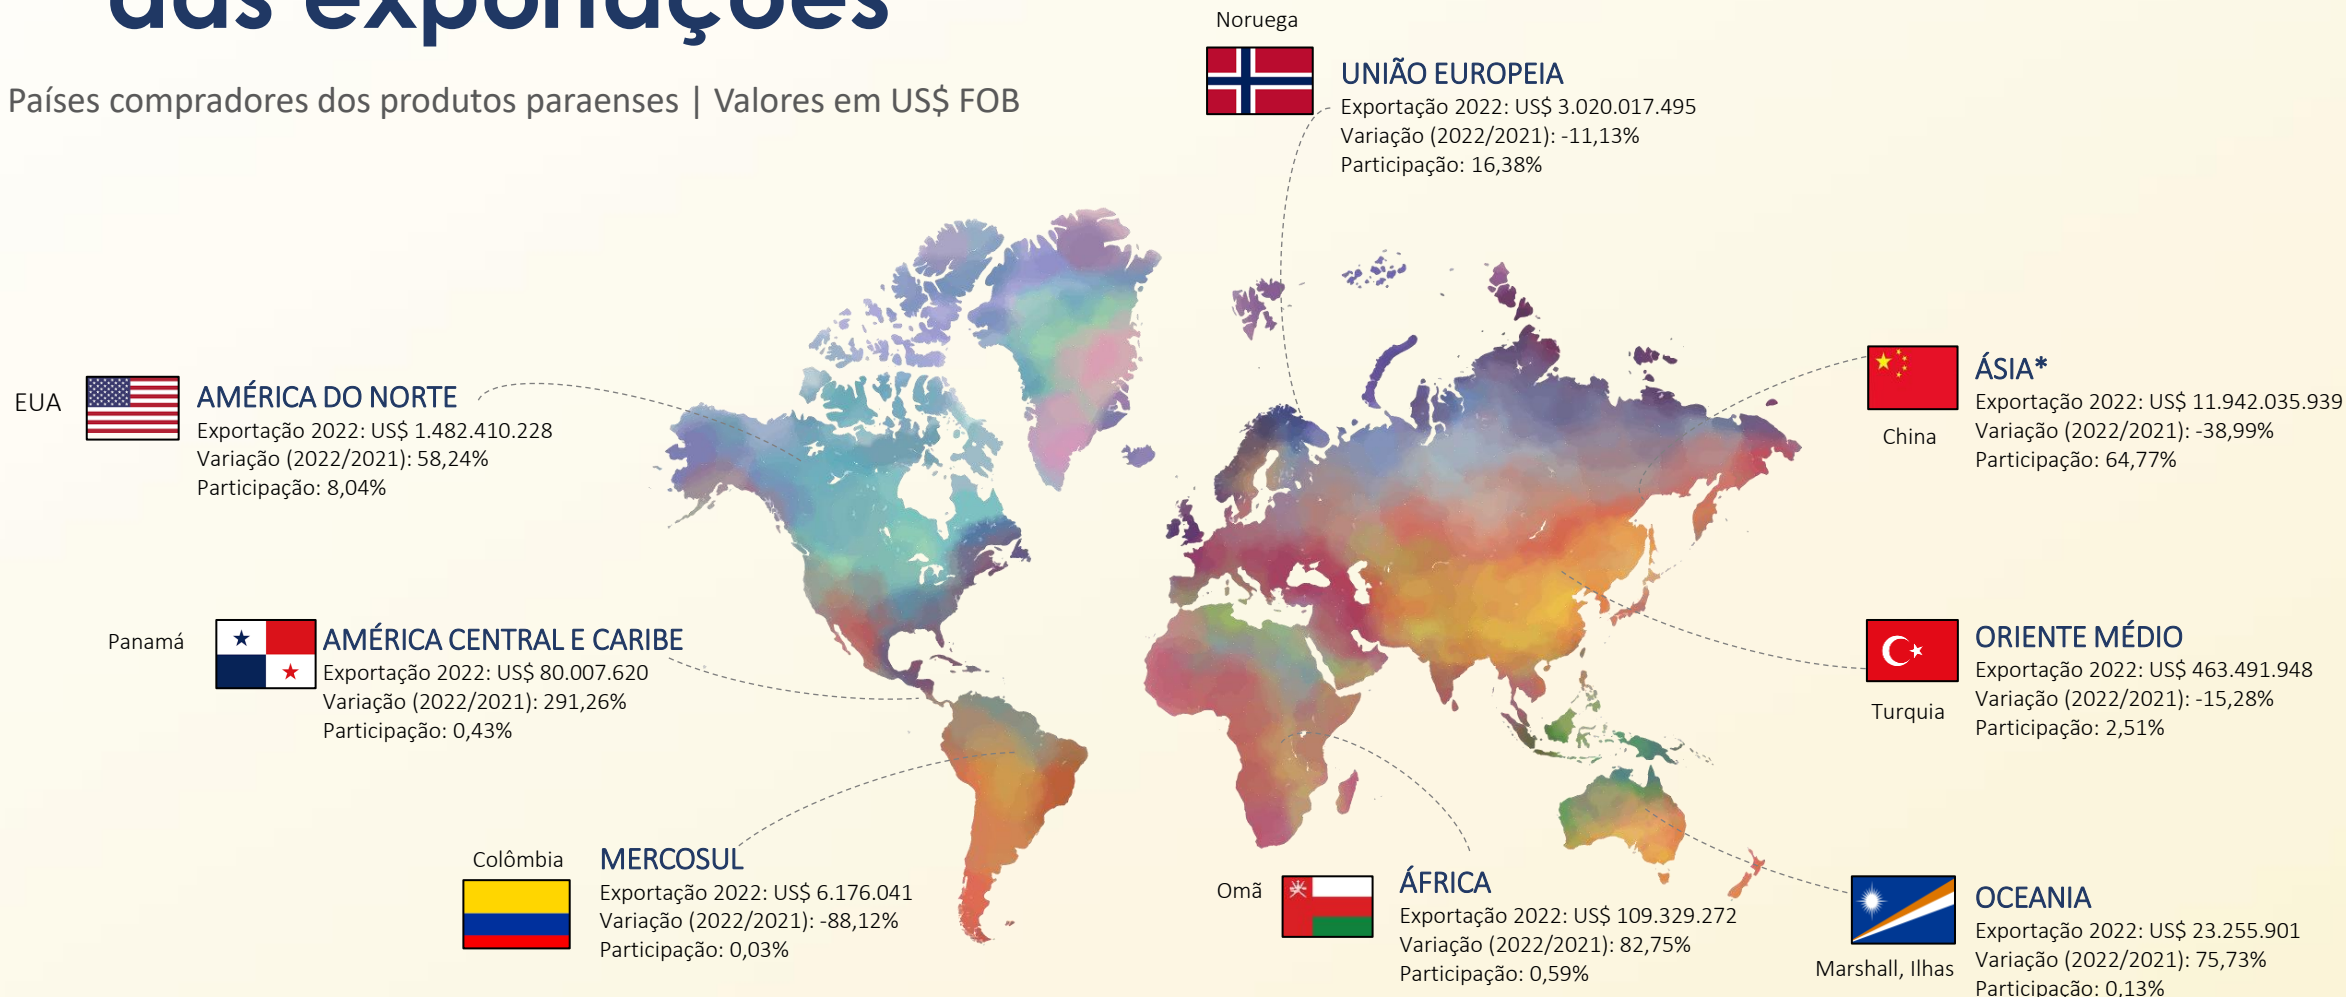 das exportações
Países compradores dos produtos paraenses | Valores em US$ FOB
Noruega
UNIÃO EUROPEIA
Exportação 2022: US$ 3.020.017.495
Variação (2022/2021): -11,13%
Participação: 16,38%
EUA
AMÉRICA DO NORTE
Exportação 2022: US$ 1.482.410.228
Variação (2022/2021): 58,24%
Participação: 8,04%
China
ÁSIA*
Exportação 2022: US$ 11.942.035.939
Variação (2022/2021): -38,99%
Participação: 64,77%
Panamá
AMÉRICA CENTRAL E CARIBE
Exportação 2022: US$ 80.007.620
Variação (2022/2021): 291,26%
Participação: 0,43%
Turquia
ORIENTE MÉDIO
Exportação 2022: US$ 463.491.948
Variação (2022/2021): -15,28%
Participação: 2,51%
Colômbia
MERCOSUL
Exportação 2022: US$ 6.176.041
Variação (2022/2021): -88,12%
Participação: 0,03%
Omã
ÁFRICA
Exportação 2022: US$ 109.329.272
Variação (2022/2021): 82,75%
Participação: 0,59%
Marshall, Ilhas
OCEANIA
Exportação 2022: US$ 23.255.901
Variação (2022/2021): 75,73%
Participação: 0,13%